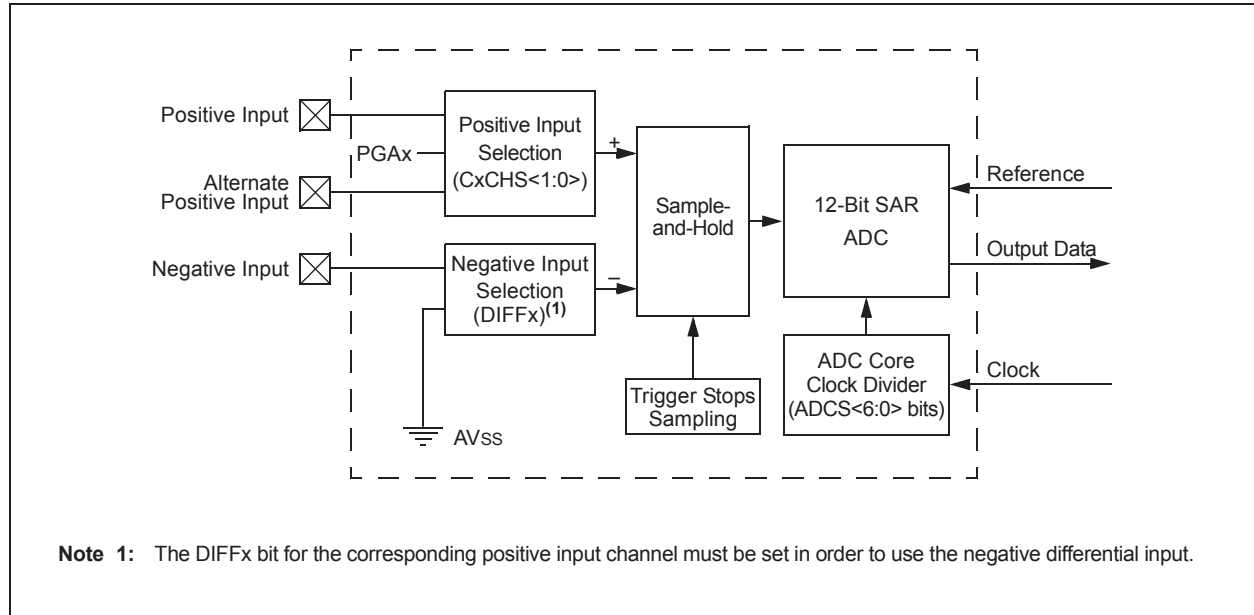 Positive Input
PGAx
Alternate
Positive Input
Negative Input
Positive Input
Selection
(CxCHS<1:0>)
+
Negative Input
Selection
(DIFFx)(1)
–
AVSS
Sample-
and-Hold
Trigger Stops
Sampling
12-Bit SAR
ADC
ADC Core
Clock Divider
(ADCS<6:0> bits)
Reference
Output Data
Clock
Note 1: The DIFFx bit for the corresponding positive input channel must be set in order to use the negative differential input.